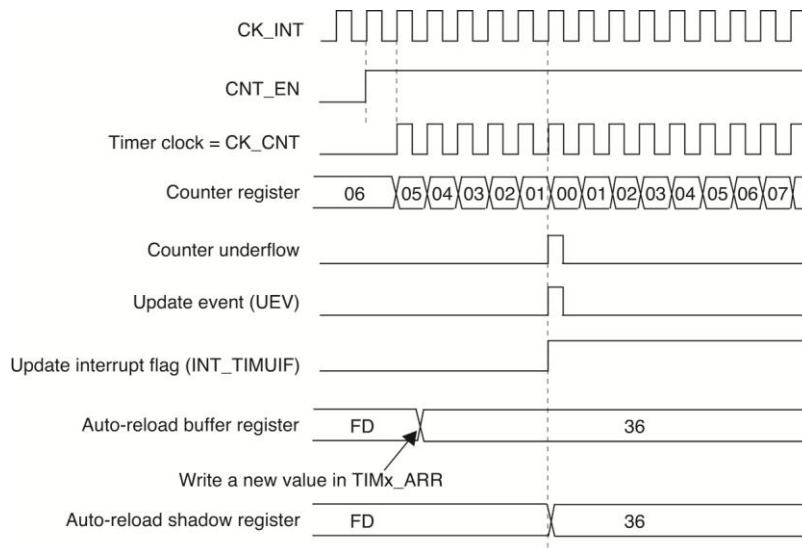 CK_INT
CNT_EN
Timer clock = CK_CNT
Counter register 06 05 04 03 02 01 00 01 02 03 04 05 06 07
Counter underflow
Update event (UEV)
Update interrupt flag (INT_TIMUIF)
Auto-reload buffer register FD 36
Write a new value in TIMx_ARR
Auto-reload shadow register FD 36